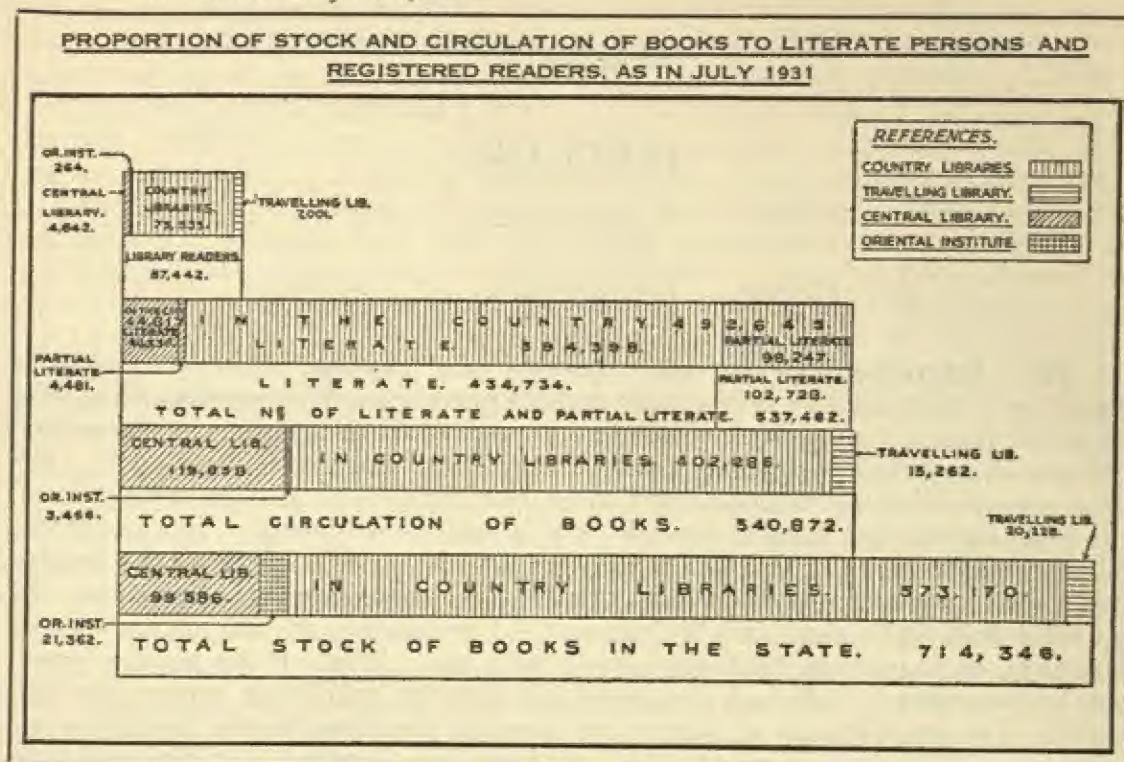 PROPORTION OF STOCK AND CIRCULATION OF BOOKS TO LITERATE PERSONS AND
REGISTERED READERS, AS IN JULY 1931
REFERENCES.
COUNTRY LIBRARIES.
TRAVELLING LIBRARY.
CENTRAL LIBRARY.
ORIENTAL INSTITUTE.
OR. INST.
264.
CENTRAL
LIBRARY.
4,642.
COUNTRY
LIBRARIES.
TRAVELLING LIB.
LIBRARY READERS.
87,442.
IN THE COUNTRY 492,645.
LITERATE. 394,398.
PARTIAL LITERATE
98,247.
LITERATE
PARTIAL
LITERATE.
4,481.
LITERATE. 434,734.
PARTIAL LITERATE.
102,728.
TOTAL Nº OF LITERATE AND PARTIAL LITERATE. 537,462.
CENTRAL LIB.
IN COUNTRY LIBRARIES
TRAVELLING LIB.
15,262.
OR. INST.
3,466.
TOTAL CIRCULATION OF BOOKS. 540,872.
TRAVELLING LIB.
CENTRAL LIB.
99,586.
IN COUNTRY LIBRARIES. 573,170.
OR. INST.
21,362.
TOTAL STOCK OF BOOKS IN THE STATE. 714,346.